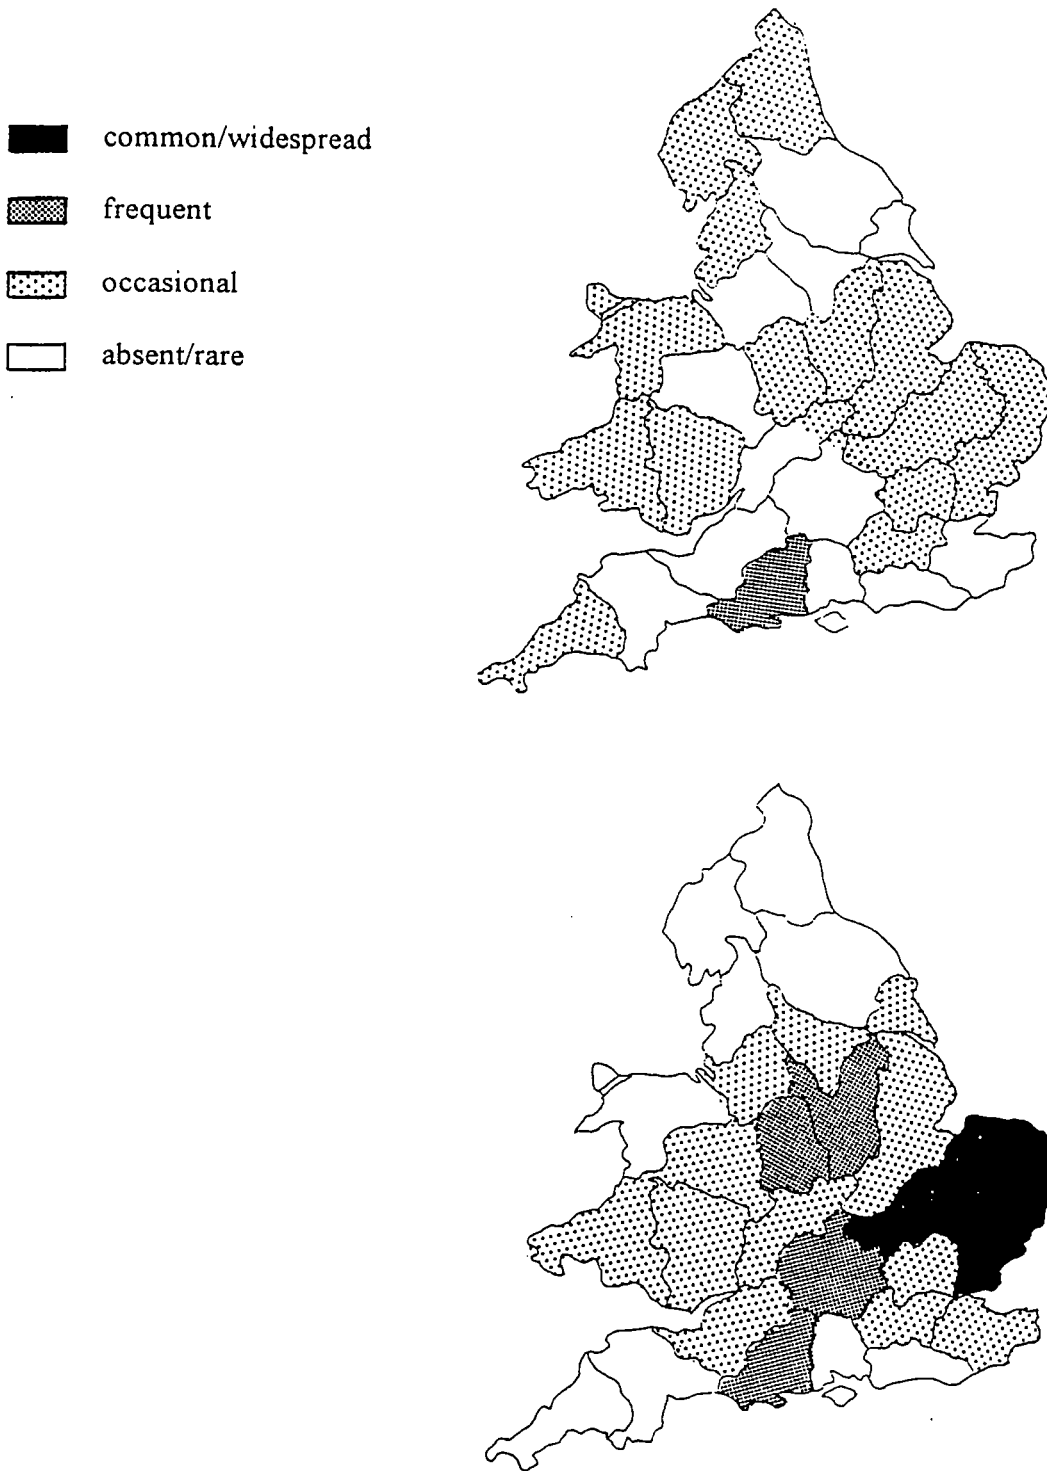 common/widespread
frequent
occasional
absent/rare